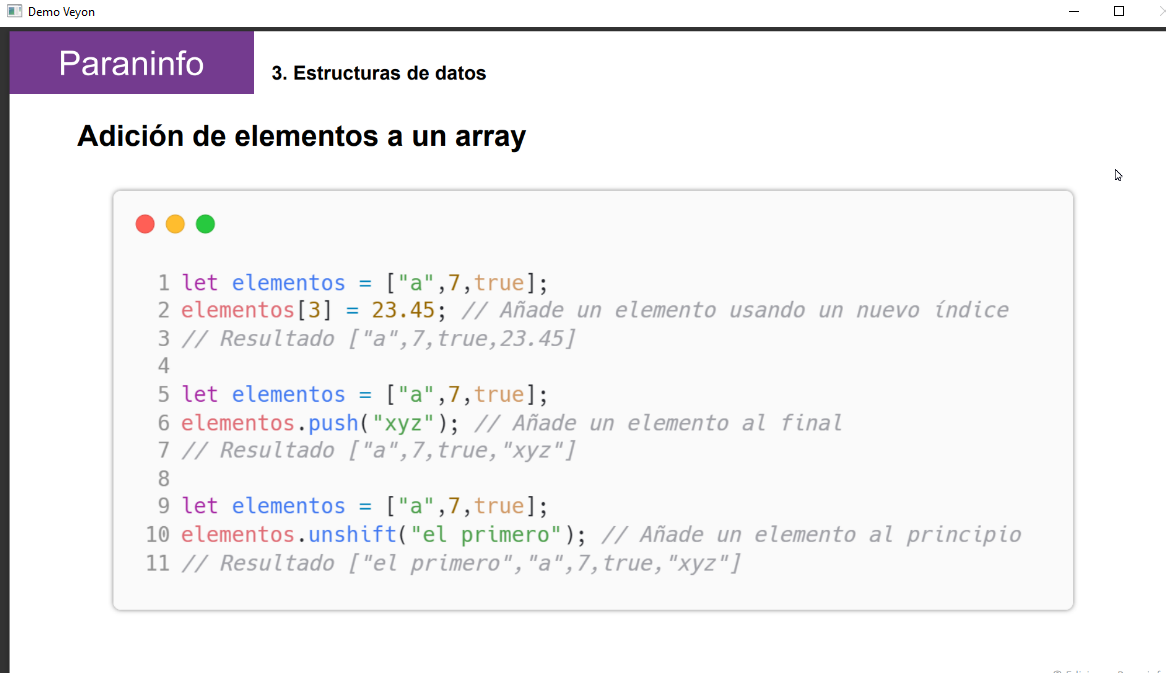 Demo Veyon
Paraninfo
3. Estructuras de datos
Adición de elementos a un array
1 let elementos = ["a",7,true];
2 elementos[3] = 23.45; // Añade un elemento usando un nuevo índice
3 // Resultado ["a",7,true,23.45]
4
5 let elementos = ["a",7,true];
6 elementos.push("xyz"); // Añade un elemento al final
7 // Resultado ["a",7,true,"xyz"]
8
9 let elementos = ["a",7,true];
10 elementos.unshift("el primero"); // Añade un elemento al principio
11 // Resultado ["el primero","a",7,true,"xyz"]